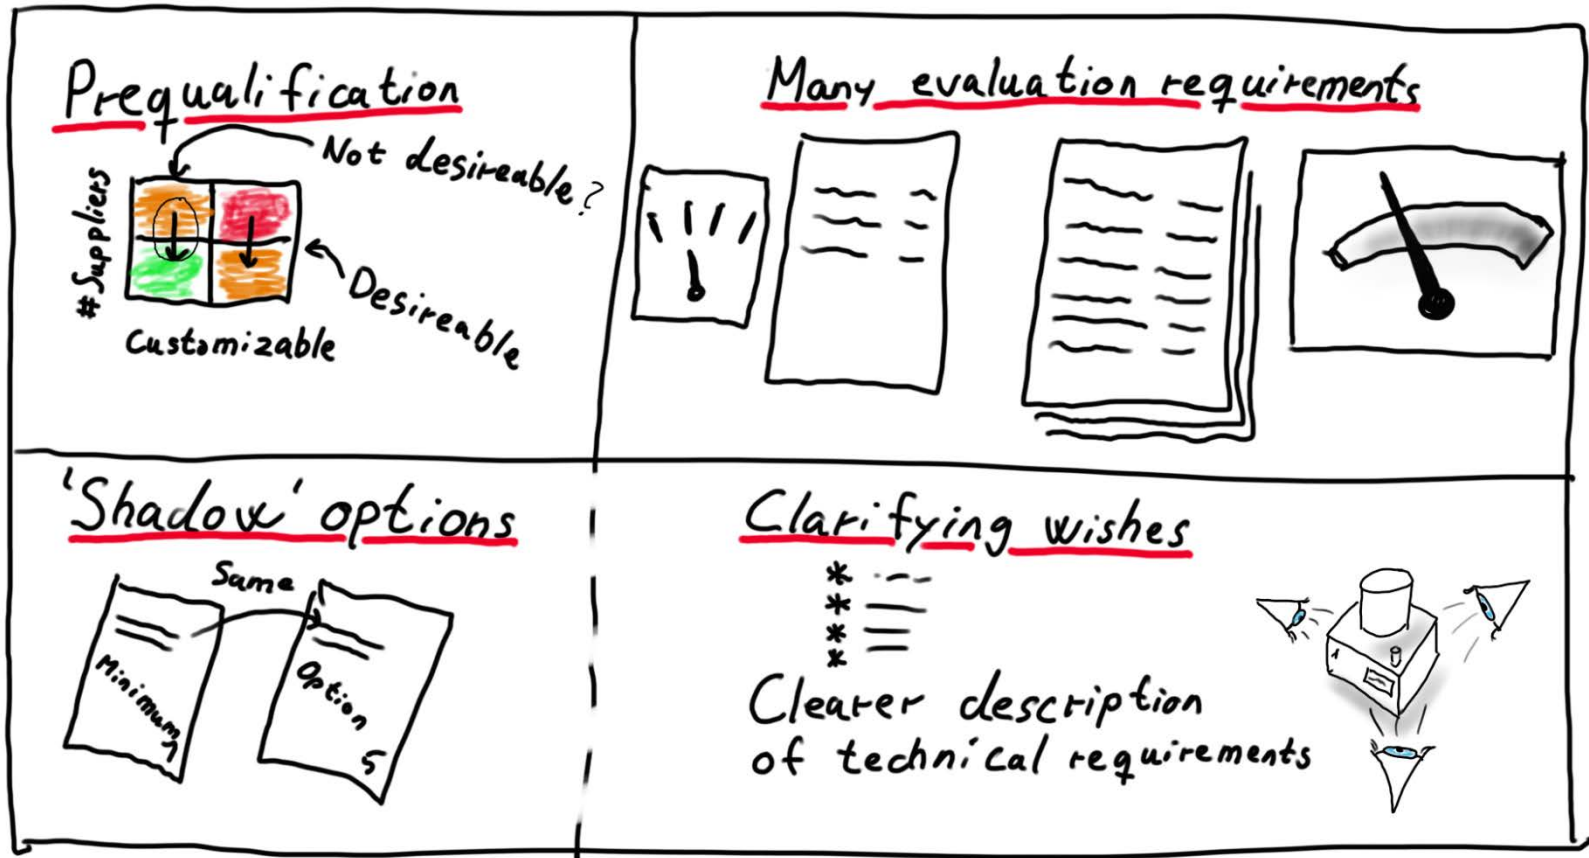 Prequalification
Not desireable?
#Suppliers
Desireable
Customizable
Many evaluation requirements
'Shadow' options
Same
Minimum
1
Option
5
Clarifying wishes
*
*
*
*
Clearer description
of technical requirements